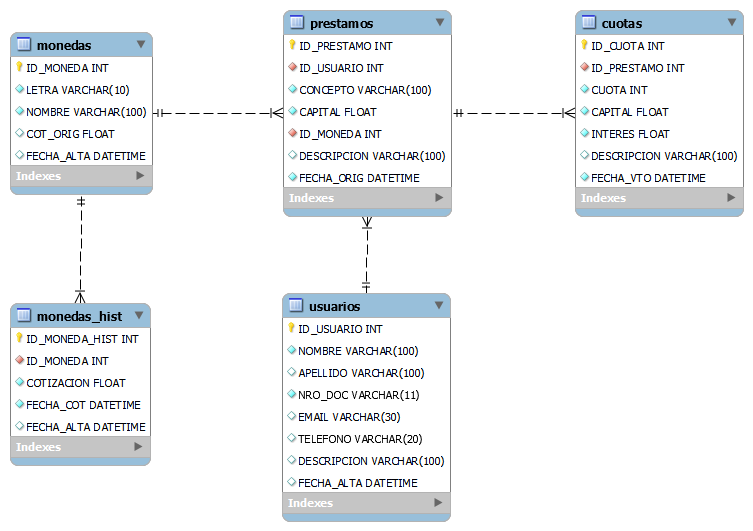 monedas
ID_MONEDA INT
LETRA VARCHAR(10)
NOMBRE VARCHAR(100)
COT_ORIG FLOAT
FECHA_ALTA DATETIME
Indexes
prestamos
ID_PRESTAMO INT
ID_USUARIO INT
CONCEPTO VARCHAR(100)
CAPITAL FLOAT
ID_MONEDA INT
DESCRIPCION VARCHAR(100)
FECHA_ORIG DATETIME
Indexes
cuotas
ID_CUOTA INT
ID_PRESTAMO INT
CUOTA INT
CAPITAL FLOAT
INTERES FLOAT
DESCRIPCION VARCHAR(100)
FECHA_VTO DATETIME
Indexes
monedas_hist
ID_MONEDA_HIST INT
ID_MONEDA INT
COTIZACION FLOAT
FECHA_COT DATETIME
FECHA_ALTA DATETIME
Indexes
usuarios
ID_USUARIO INT
NOMBRE VARCHAR(100)
APELLIDO VARCHAR(100)
NRO_DOC VARCHAR(11)
EMAIL VARCHAR(30)
TELEFONO VARCHAR(20)
DESCRIPCION VARCHAR(100)
FECHA_ALTA DATETIME
Indexes